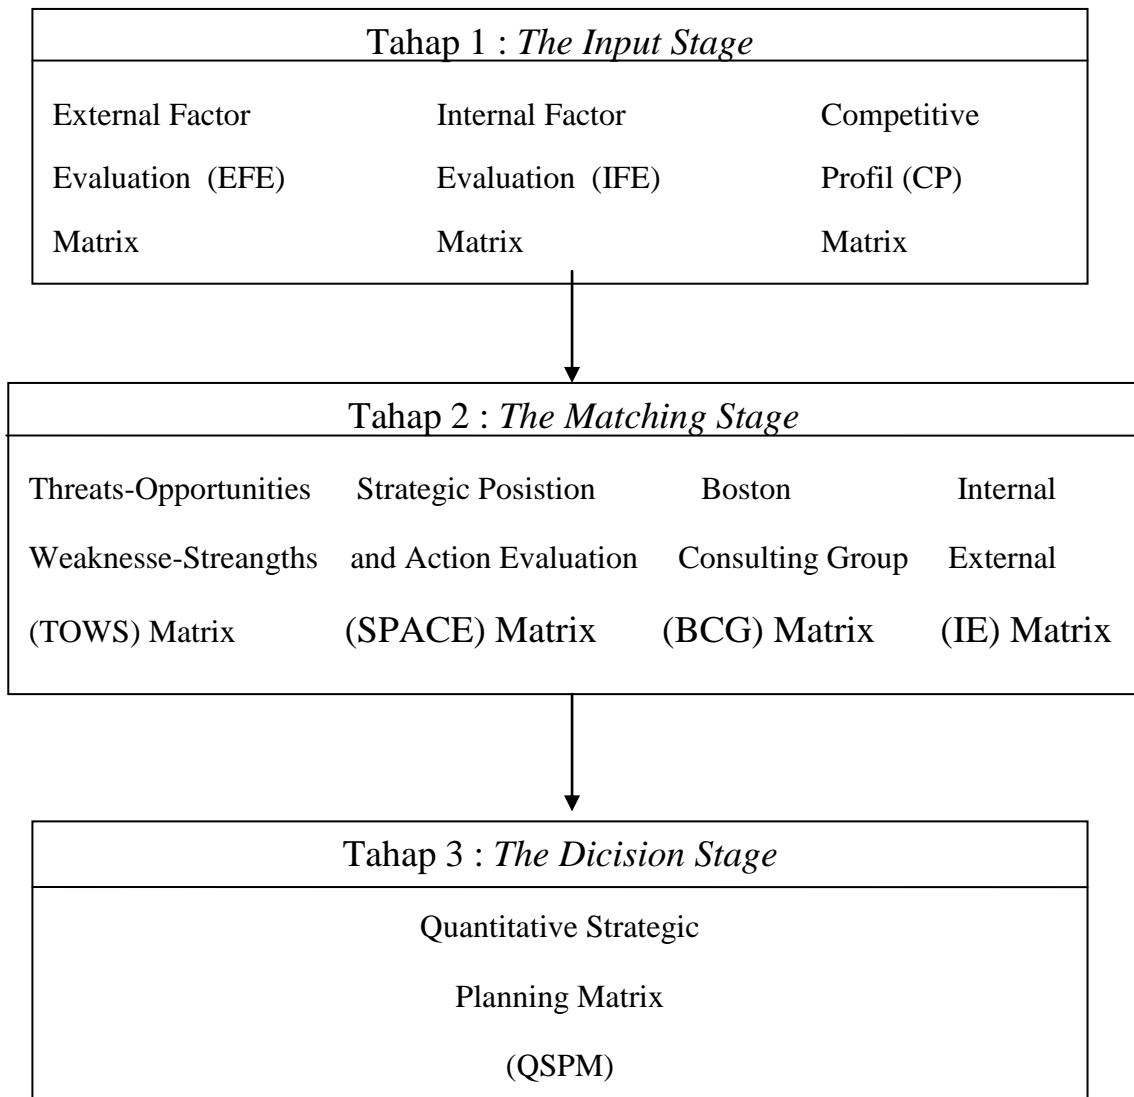 Tahap 1 : The Input Stage
External Factor Internal Factor Competitive
Evaluation (EFE) Evaluation (IFE) Profil (CP)
Matrix Matrix Matrix
Tahap 2 : The Matching Stage
Threats-Opportunities Strategic Posistion Boston Internal
Weaknesse-Streangths and Action Evaluation Consulting Group External
(TOWS) Matrix (SPACE) Matrix (BCG) Matrix (IE) Matrix
Tahap 3 : The Dicision Stage
Quantitative Strategic
Planning Matrix
(QSPM)